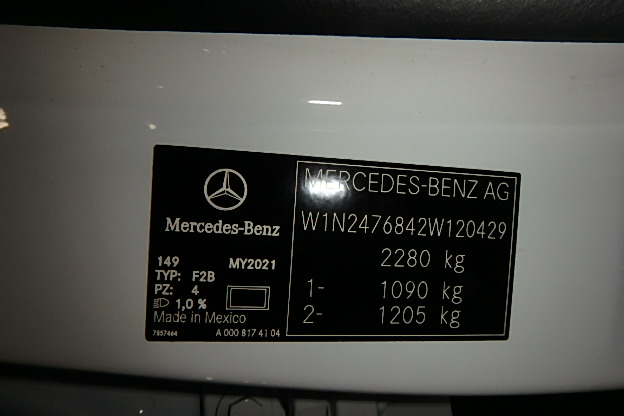 Mercedes-Benz
149 MY2021
TYP: F2B
PZ: 4
1,0 %
Made in Mexico
7857464 A 000 817 41 04
MERCEDES-BENZ AG
W1N2476842W120429
2280 kg
1- 1090 kg
2- 1205 kg